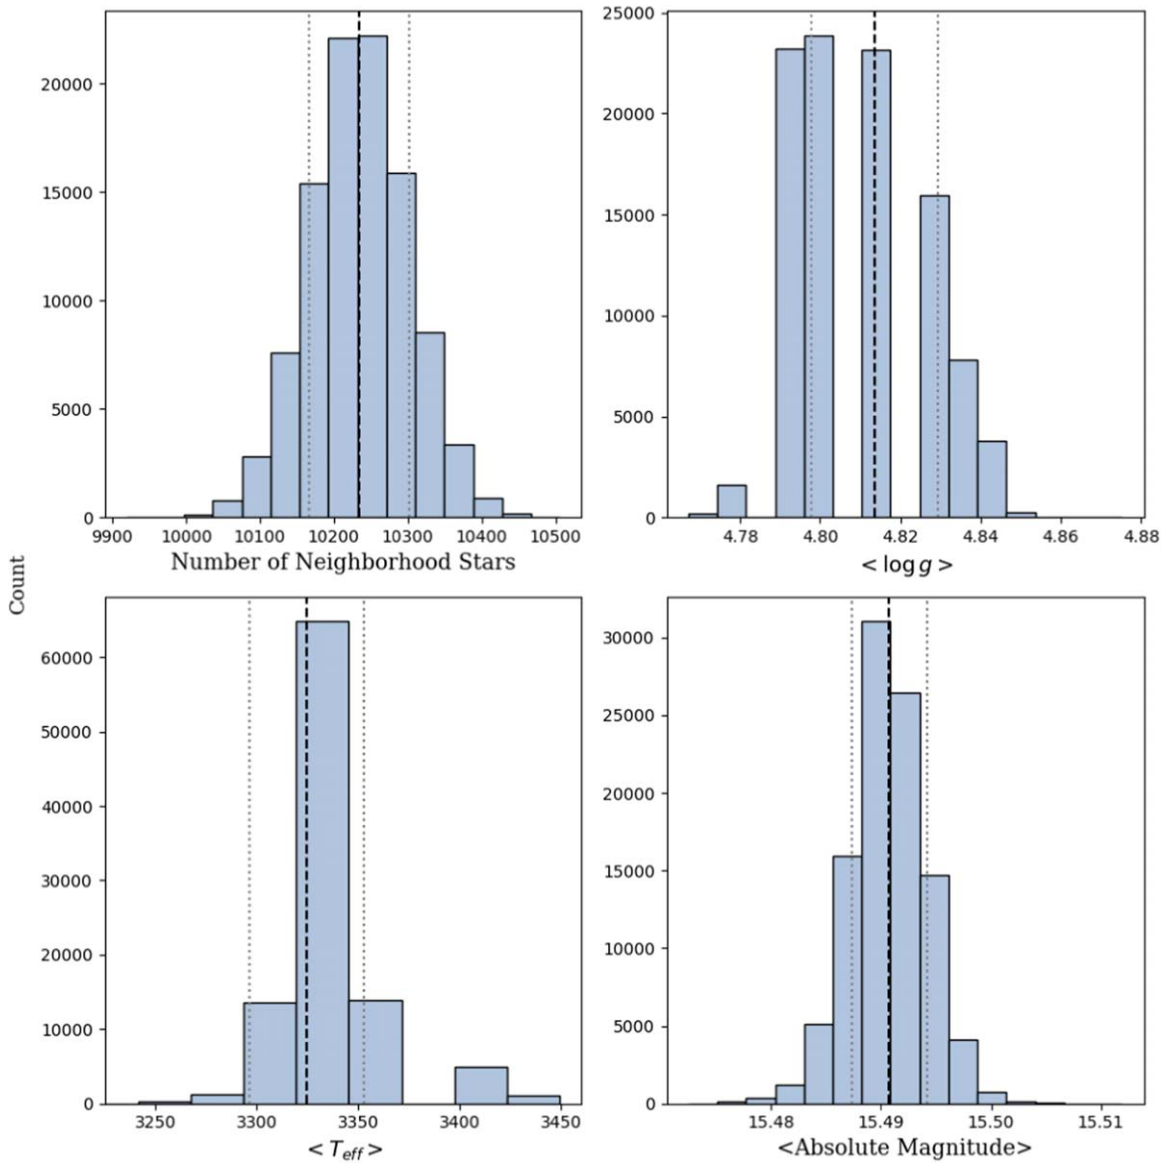 20000
15000
10000
5000
0
9900 10000 10100 10200 10300 10400 10500
Number of Neighborhood Stars
25000
20000
15000
10000
5000
0
4.78 4.80 4.82 4.84 4.86 4.88
< log g >
Count
60000
50000
40000
30000
20000
10000
0
3250 3300 3350 3400 3450
< T_eff >
30000
25000
20000
15000
10000
5000
0
15.48 15.49 15.50 15.51
<Absolute Magnitude>